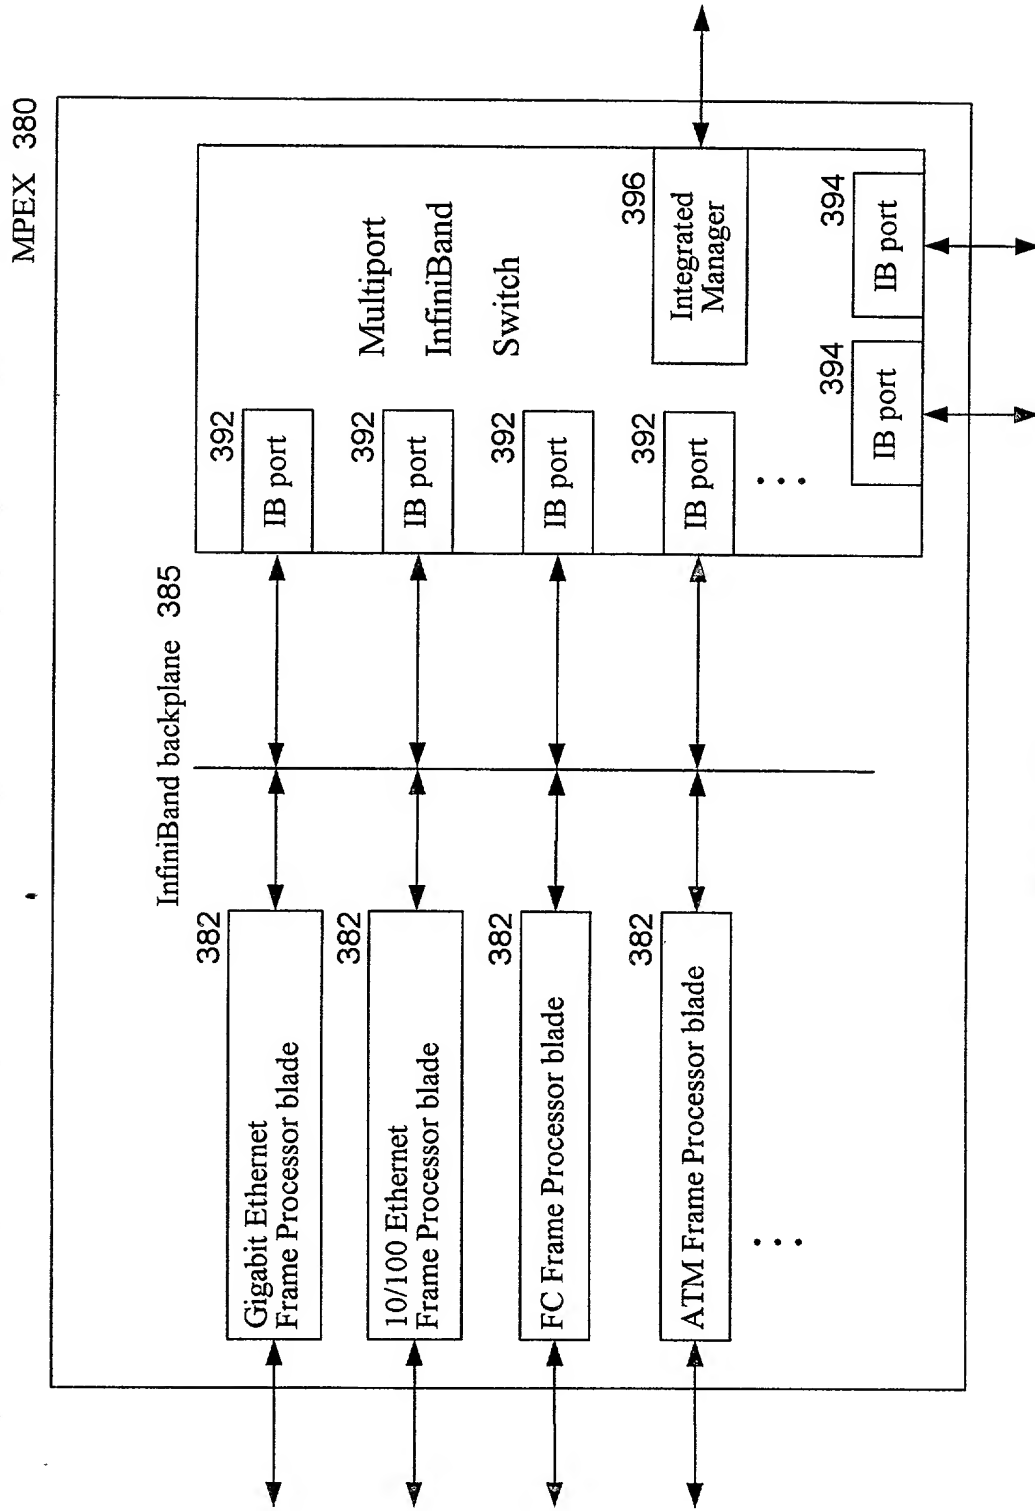 MPEX 380
InfiniBand backplane 385
382
Gigabit Ethernet
Frame Processor blade
382
10/100 Ethernet
Frame Processor blade
382
FC Frame Processor blade
382
ATM Frame Processor blade
...
392
IB port
392
IB port
392
IB port
392
IB port
...
Multiport
InfiniBand
Switch
396
Integrated
Manager
394
IB port
394
IB port